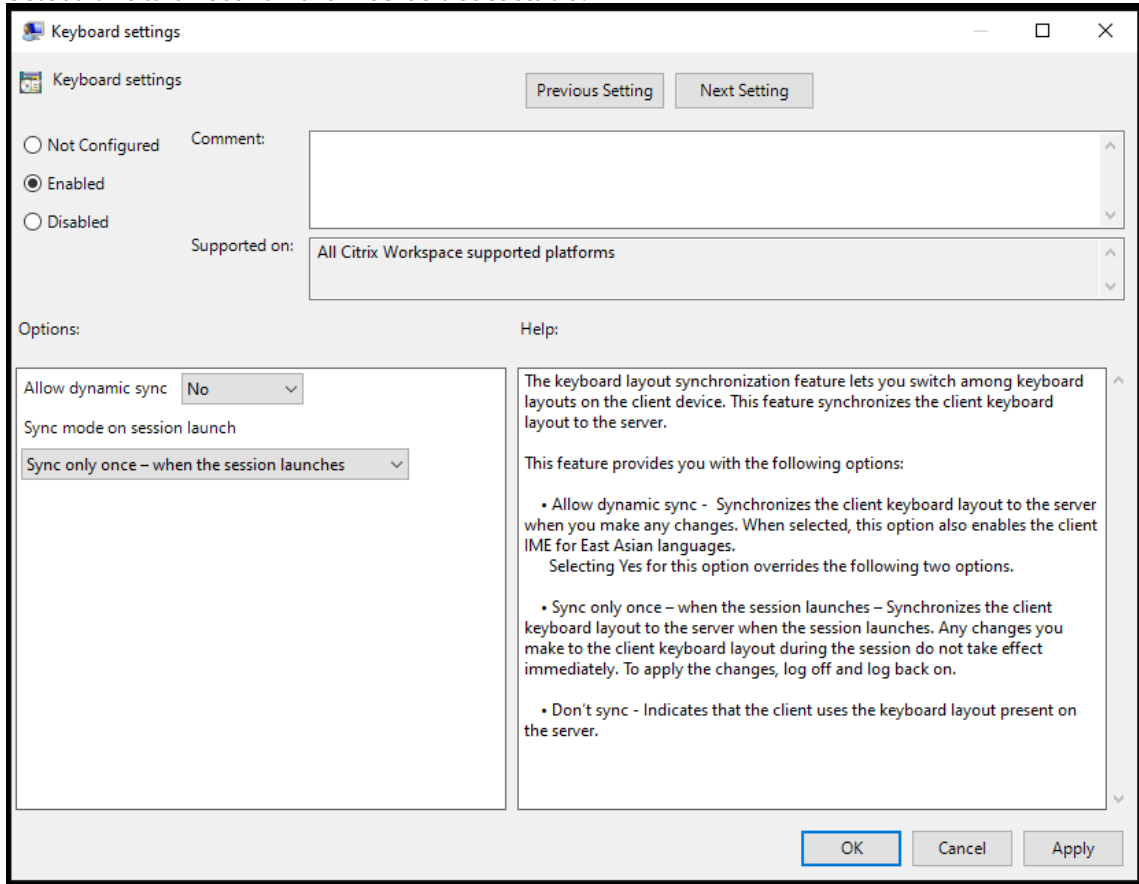 Keyboard settings
Keyboard settings
Previous Setting
Next Setting
Not Configured
Comment:
Enabled
Disabled
Supported on:
All Citrix Workspace supported platforms
Options:
Help:
Allow dynamic sync No
Sync mode on session launch
Sync only once – when the session launches
The keyboard layout synchronization feature lets you switch among keyboard
layouts on the client device. This feature synchronizes the client keyboard
layout to the server.
This feature provides you with the following options:
• Allow dynamic sync - Synchronizes the client keyboard layout to the server
when you make any changes. When selected, this option also enables the client
IME for East Asian languages.
Selecting Yes for this option overrides the following two options.
• Sync only once – when the session launches – Synchronizes the client
keyboard layout to the server when the session launches. Any changes you
make to the client keyboard layout during the session do not take effect
immediately. To apply the changes, log off and log back on.
• Don't sync - Indicates that the client uses the keyboard layout present on
the server.
OK
Cancel
Apply